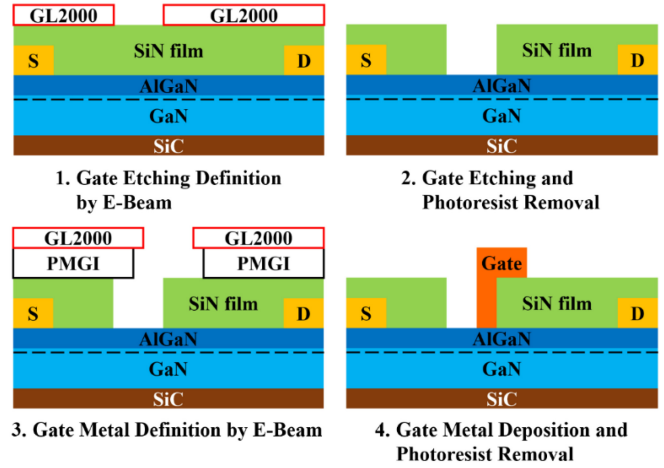 GL2000 GL2000
S SiN film D
AlGaN
GaN
SiC
1. Gate Etching Definition
by E-Beam
S SiN film D
AlGaN
GaN
SiC
2. Gate Etching and
Photoresist Removal
GL2000 GL2000
PMGI PMGI
S SiN film D
AlGaN
GaN
SiC
3. Gate Metal Definition by E-Beam
Gate
S SiN film D
AlGaN
GaN
SiC
4. Gate Metal Deposition and
Photoresist Removal